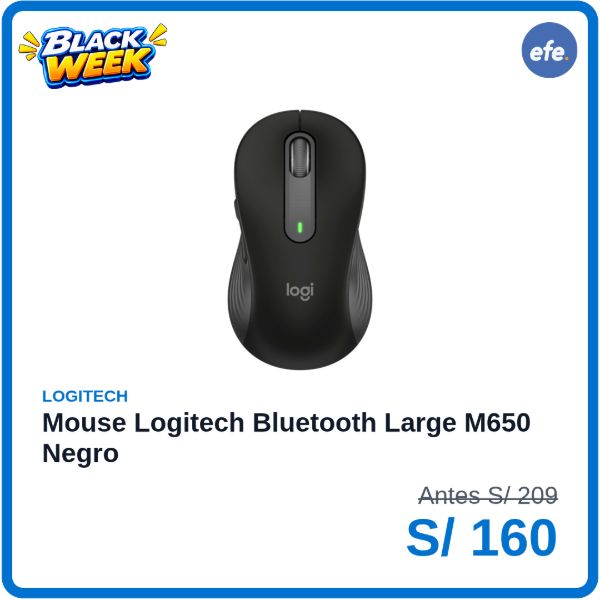 BLACK
WEEK
efe.
logi
LOGITECH
Mouse Logitech Bluetooth Large M650
Negro
Antes S/ 209
S/ 160